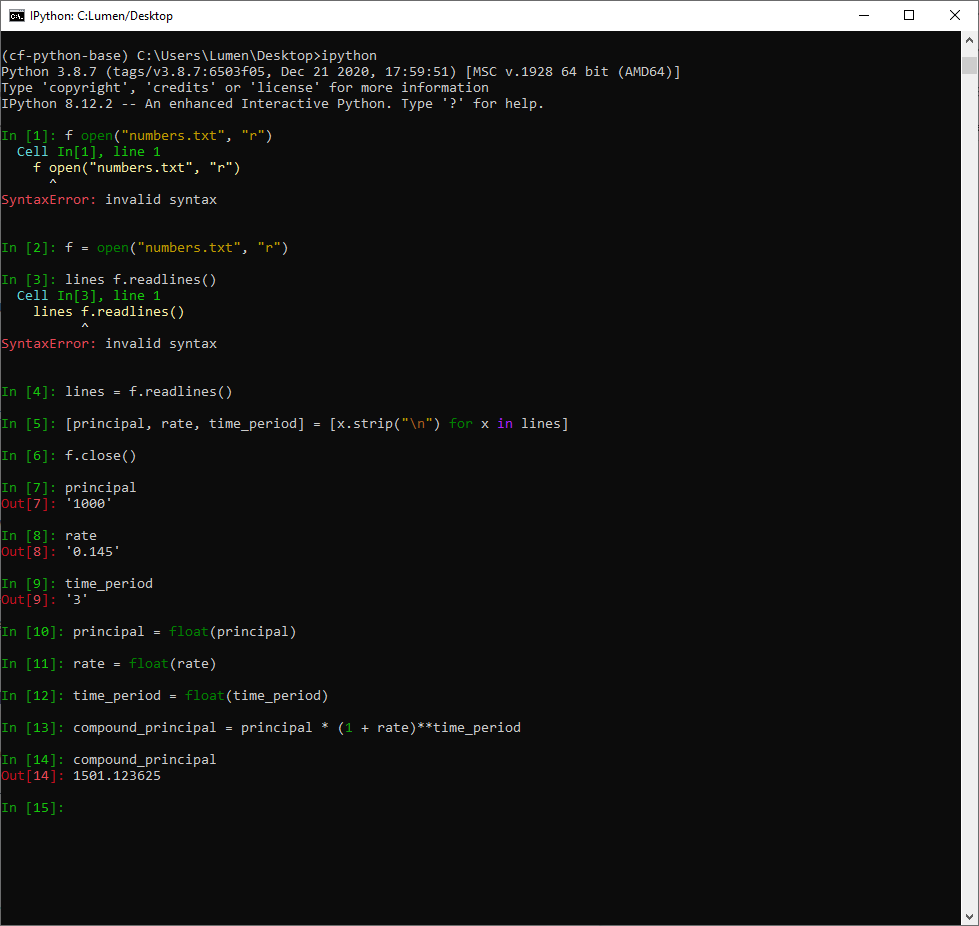 IPython: C:Lumen/Desktop
(cf-python-base) C:\Users\Lumen\Desktop>ipython
Python 3.8.7 (tags/v3.8.7:6503f05, Dec 21 2020, 17:59:51) [MSC v.1928 64 bit (AMD64)]
Type 'copyright', 'credits' or 'license' for more information
IPython 8.12.2 -- An enhanced Interactive Python. Type '?' for help.
In [1]: f open("numbers.txt", "r")
Cell In[1], line 1
f open("numbers.txt", "r")
^
SyntaxError: invalid syntax
In [2]: f = open("numbers.txt", "r")
In [3]: lines f.readlines()
Cell In[3], line 1
lines f.readlines()
^
SyntaxError: invalid syntax
In [4]: lines = f.readlines()
In [5]: [principal, rate, time_period] = [x.strip("\n") for x in lines]
In [6]: f.close()
In [7]: principal
Out[7]: '1000'
In [8]: rate
Out[8]: '0.145'
In [9]: time_period
Out[9]: '3'
In [10]: principal = float(principal)
In [11]: rate = float(rate)
In [12]: time_period = float(time_period)
In [13]: compound_principal = principal * (1 + rate)**time_period
In [14]: compound_principal
Out[14]: 1501.123625
In [15]: